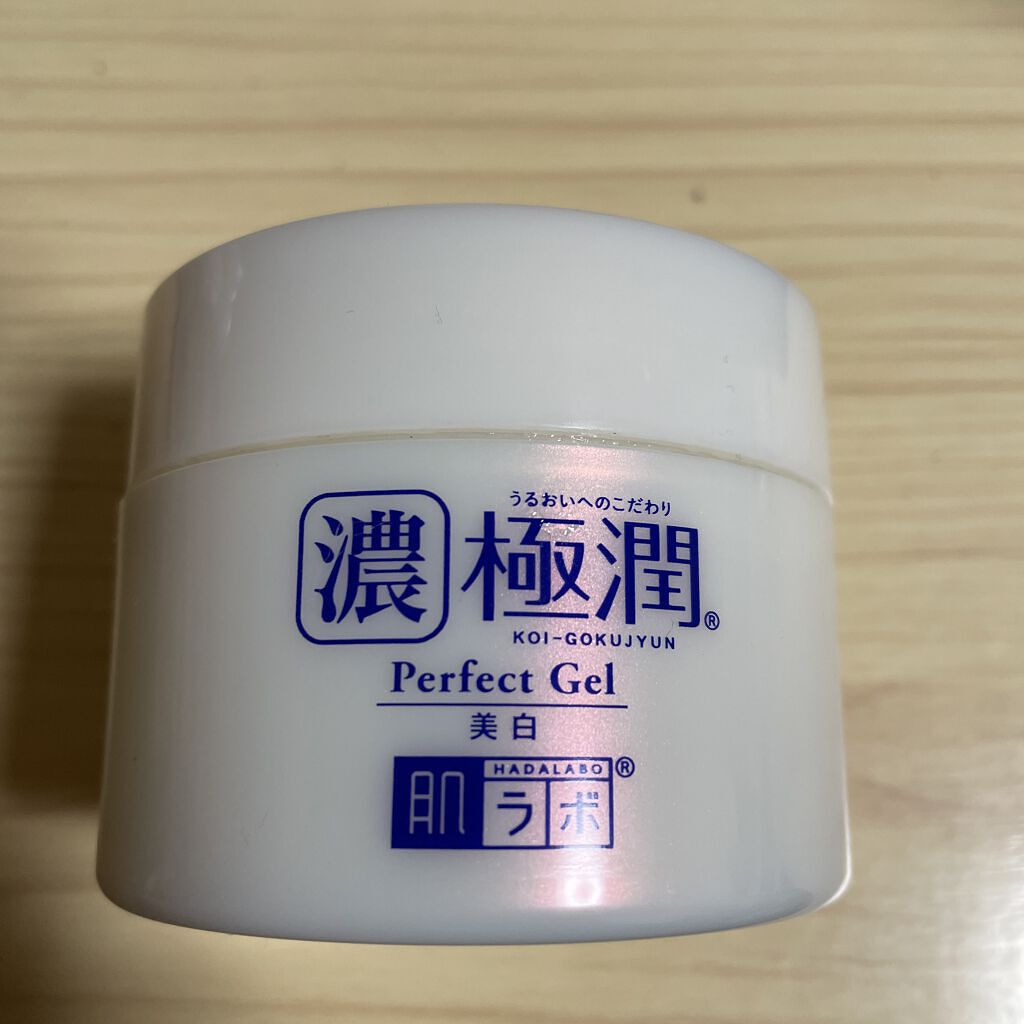 うるおいへのこだわり
濃 極潤®
KOI-GOKUJYUN
Perfect Gel
美白
HADALABO®
肌ラボ